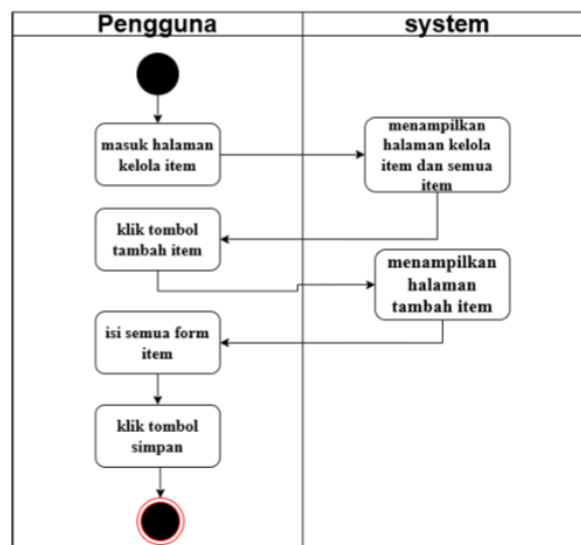 Pengguna
system
masuk halaman
kelola item
menampilkan
halaman kelola
item dan semua
item
klik tombol
tambah item
menampilkan
halaman
tambah item
isi semua form
item
klik tombol
simpan